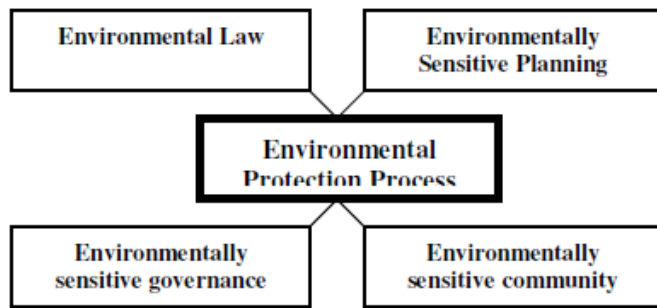 Environmental Law
Environmentally
Sensitive Planning
Environmental
Protection Process
Environmentally
sensitive governance
Environmentally
sensitive community